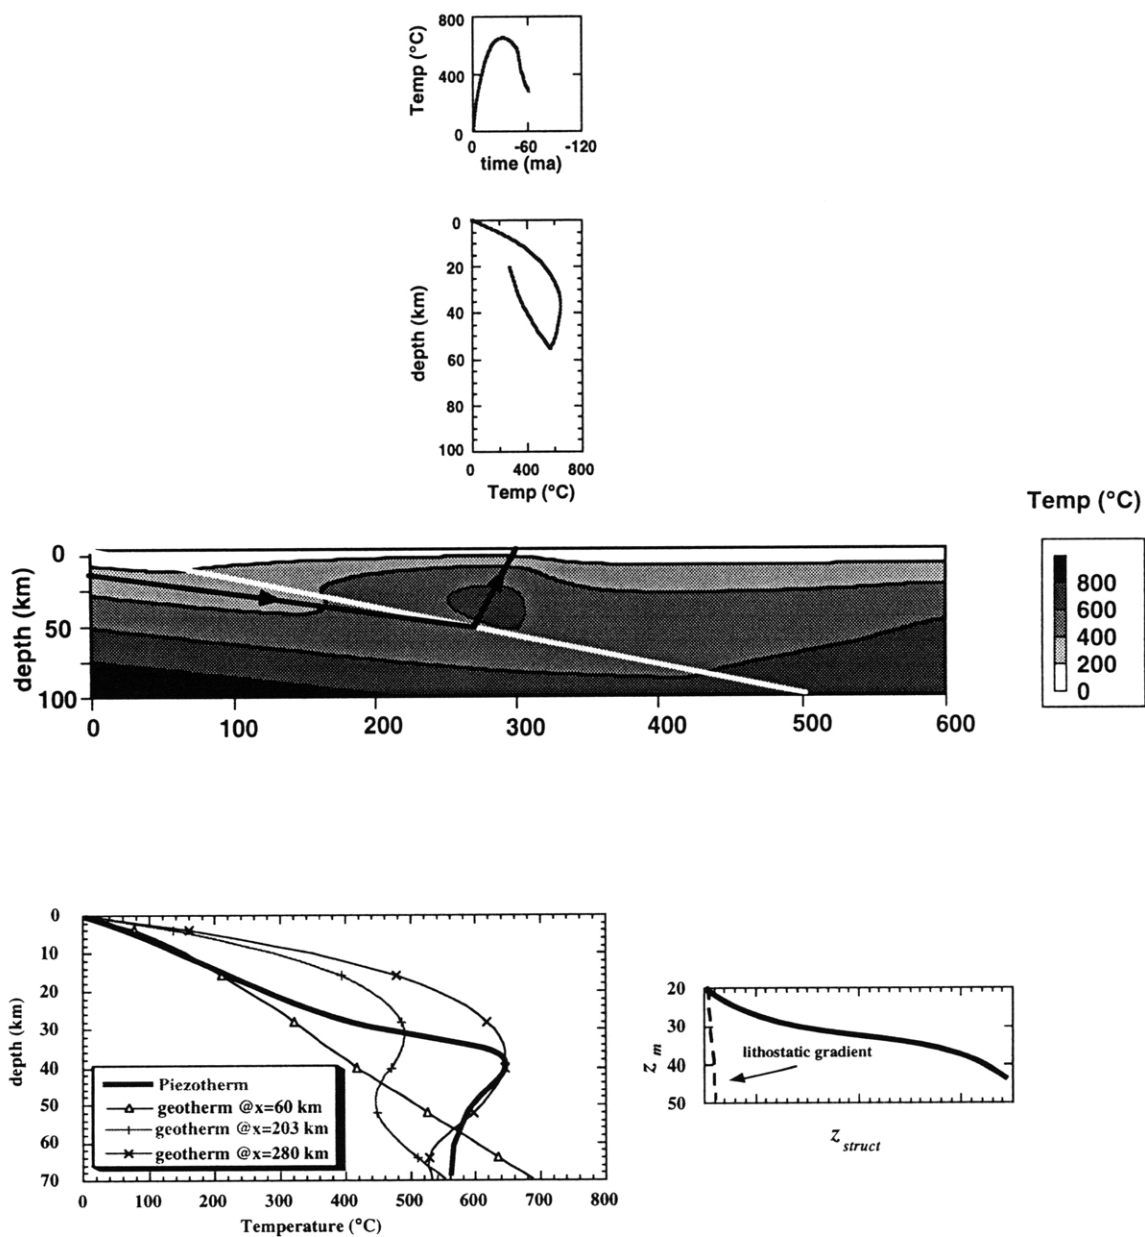 Temp (°C)
800
400
0
0 -60 -120
time (ma)
depth (km)
0
20
40
60
80
100
0 400 800
Temp (°C)
Temp (°C)
800
600
400
200
0
depth (km)
0
50
100
0 100 200 300 400 500 600
depth (km)
0
10
20
30
40
50
60
70
Piezotherm
geotherm @x=60 km
geotherm @x=203 km
geotherm @x=280 km
0 100 200 300 400 500 600 700 800
Temperature (°C)
z m
20
30
40
50
lithostatic gradient
z struct